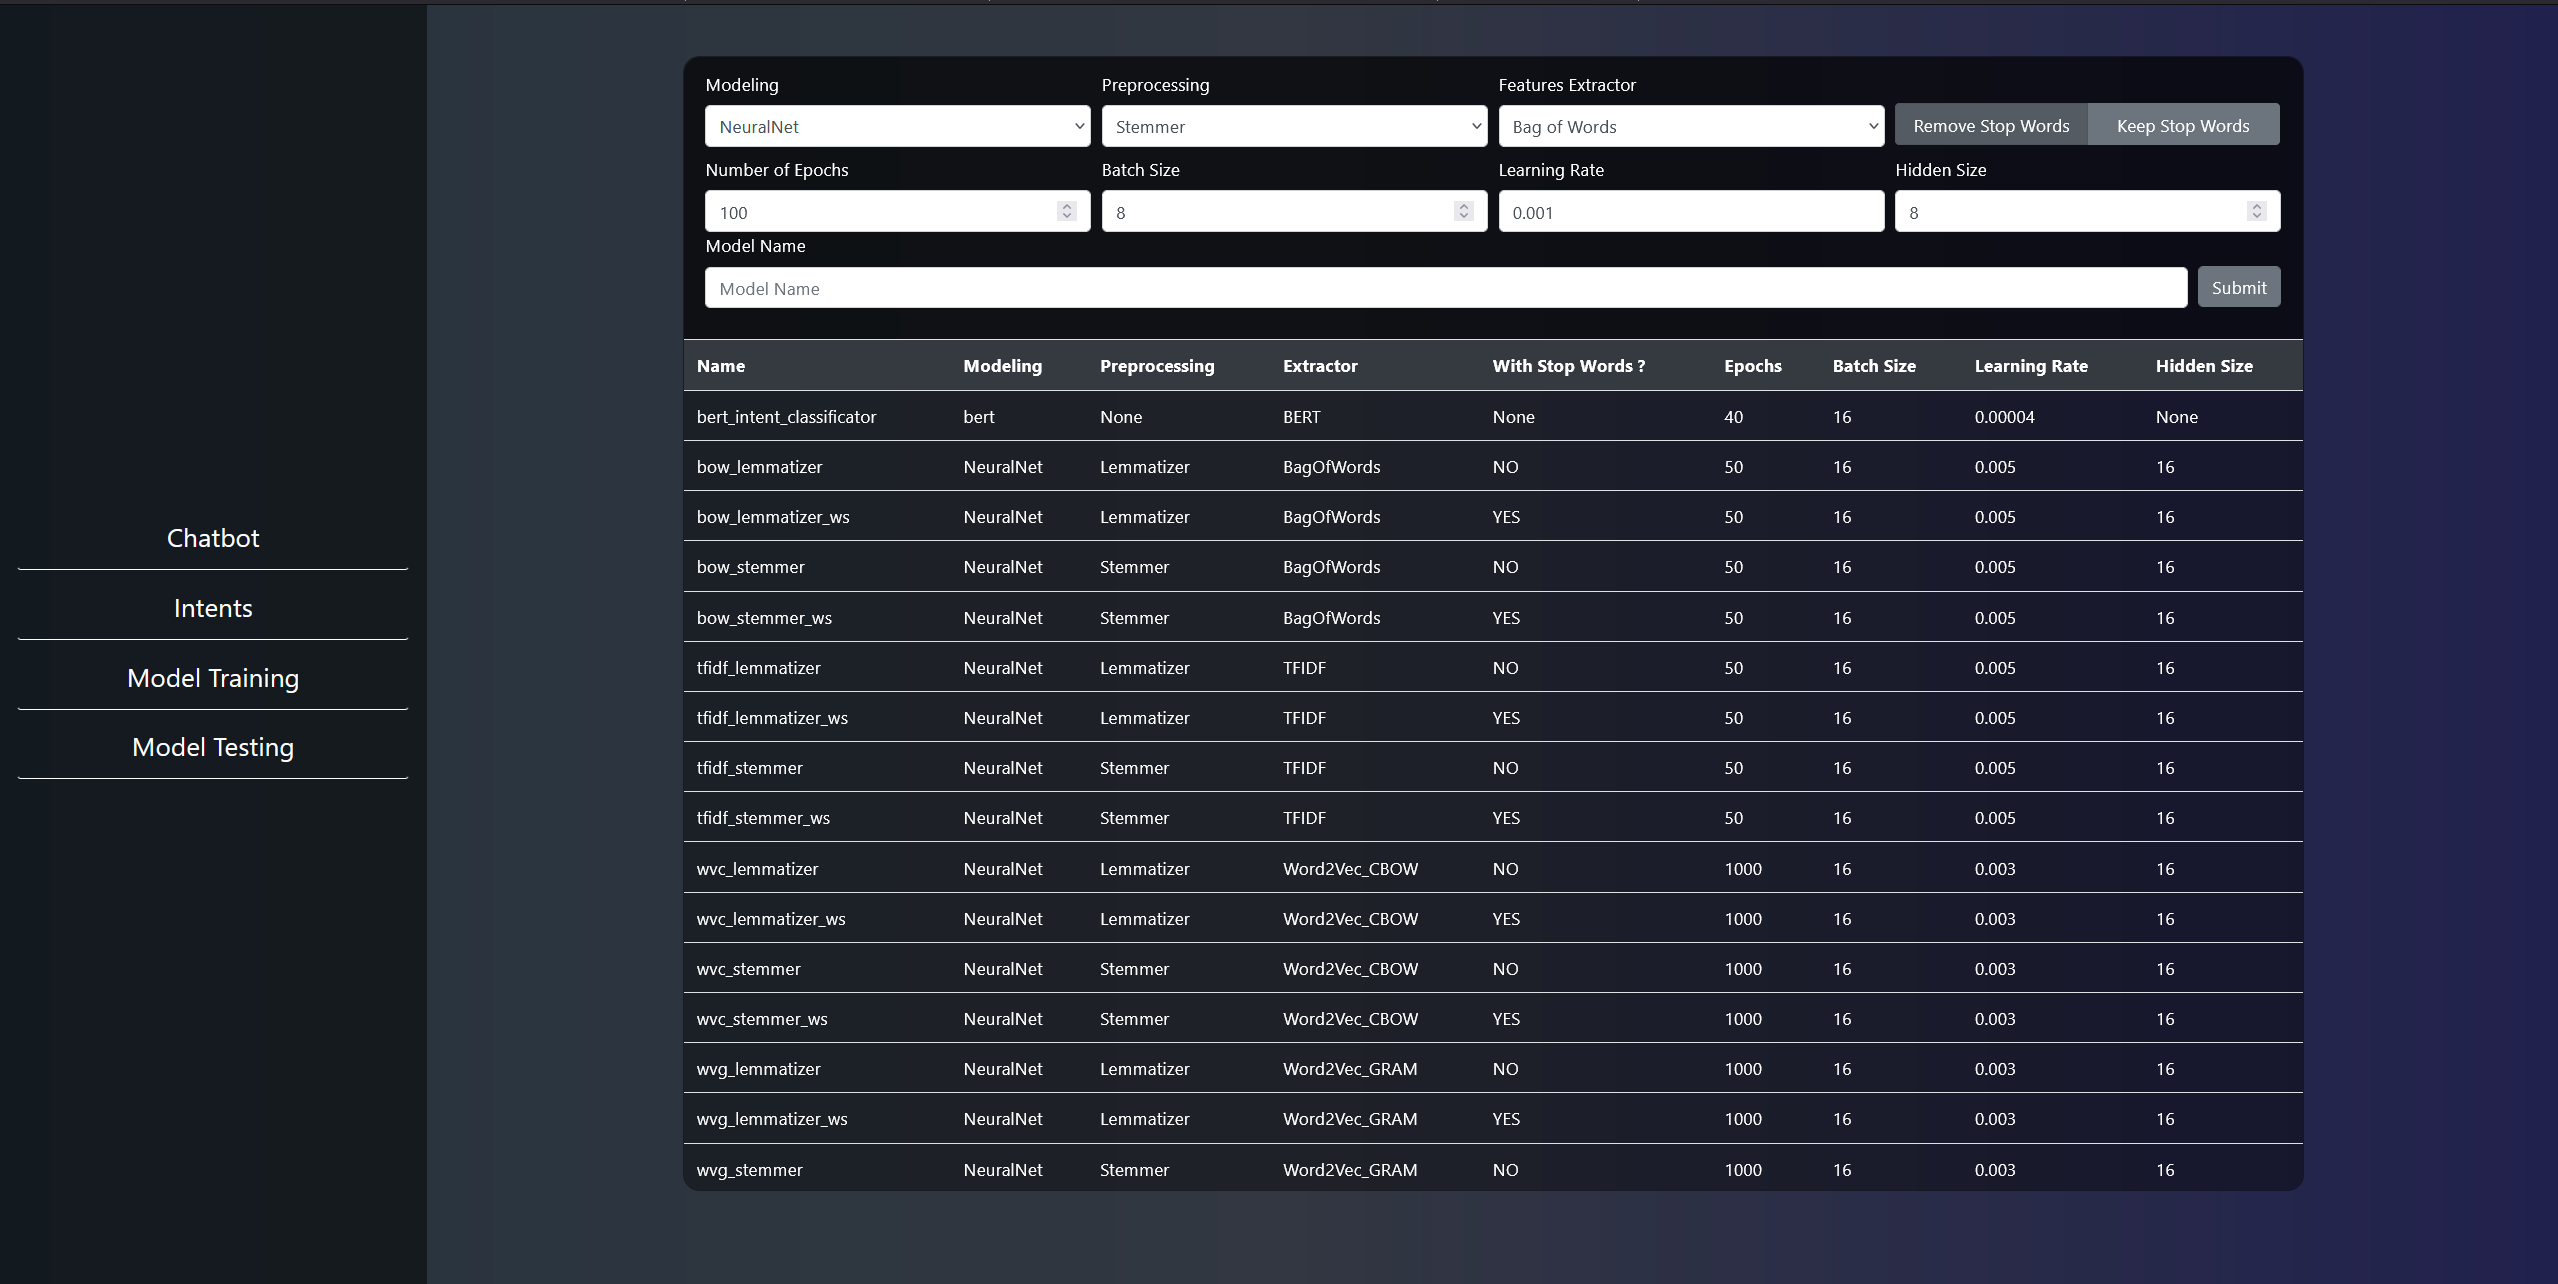 Chatbot
Intents
Model Training
Model Testing
Modeling Preprocessing Features Extractor
NeuralNet Stemmer Bag of Words Remove Stop Words Keep Stop Words
Number of Epochs Batch Size Learning Rate Hidden Size
100 8 0.001 8
Model Name
Model Name Submit
Name Modeling Preprocessing Extractor With Stop Words ? Epochs Batch Size Learning Rate Hidden Size
bert_intent_classificator bert None BERT None 40 16 0.00004 None
bow_lemmatizer NeuralNet Lemmatizer BagOfWords NO 50 16 0.005 16
bow_lemmatizer_ws NeuralNet Lemmatizer BagOfWords YES 50 16 0.005 16
bow_stemmer NeuralNet Stemmer BagOfWords NO 50 16 0.005 16
bow_stemmer_ws NeuralNet Stemmer BagOfWords YES 50 16 0.005 16
tfidf_lemmatizer NeuralNet Lemmatizer TFIDF NO 50 16 0.005 16
tfidf_lemmatizer_ws NeuralNet Lemmatizer TFIDF YES 50 16 0.005 16
tfidf_stemmer NeuralNet Stemmer TFIDF NO 50 16 0.005 16
tfidf_stemmer_ws NeuralNet Stemmer TFIDF YES 50 16 0.005 16
wvc_lemmatizer NeuralNet Lemmatizer Word2Vec_CBOW NO 1000 16 0.003 16
wvc_lemmatizer_ws NeuralNet Lemmatizer Word2Vec_CBOW YES 1000 16 0.003 16
wvc_stemmer NeuralNet Stemmer Word2Vec_CBOW NO 1000 16 0.003 16
wvc_stemmer_ws NeuralNet Stemmer Word2Vec_CBOW YES 1000 16 0.003 16
wvg_lemmatizer NeuralNet Lemmatizer Word2Vec_GRAM NO 1000 16 0.003 16
wvg_lemmatizer_ws NeuralNet Lemmatizer Word2Vec_GRAM YES 1000 16 0.003 16
wvg_stemmer NeuralNet Stemmer Word2Vec_GRAM NO 1000 16 0.003 16